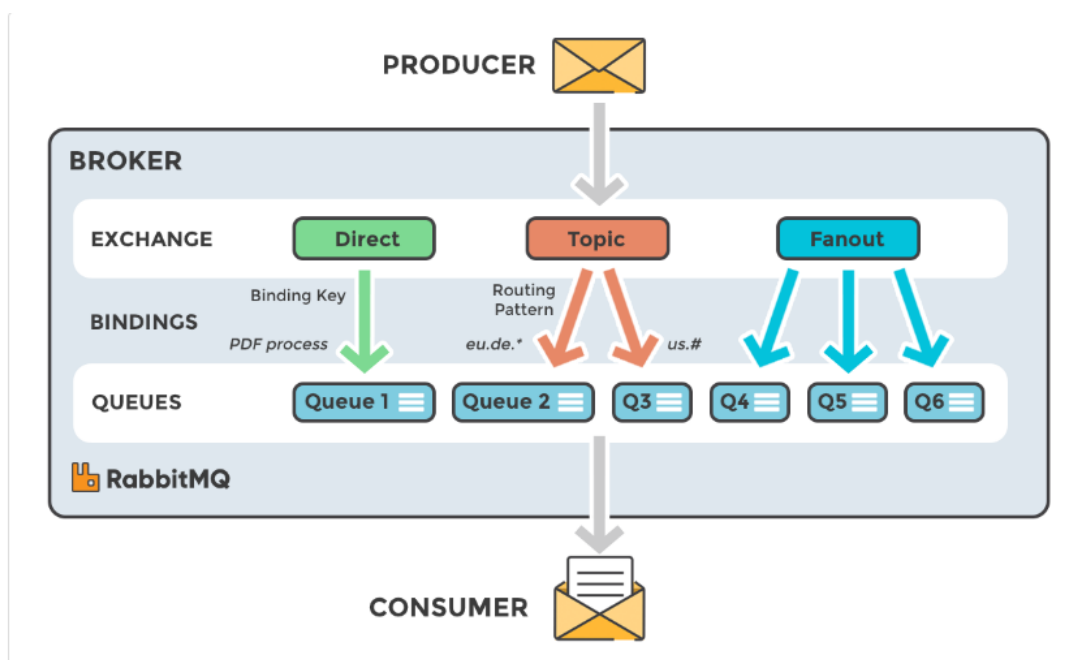 PRODUCER
BROKER
EXCHANGE
Direct
Topic
Fanout
Binding Key
Routing
Pattern
BINDINGS
PDF process
eu.de.*
us.#
QUEUES
Queue 1
Queue 2
Q3
Q4
Q5
Q6
RabbitMQ
CONSUMER